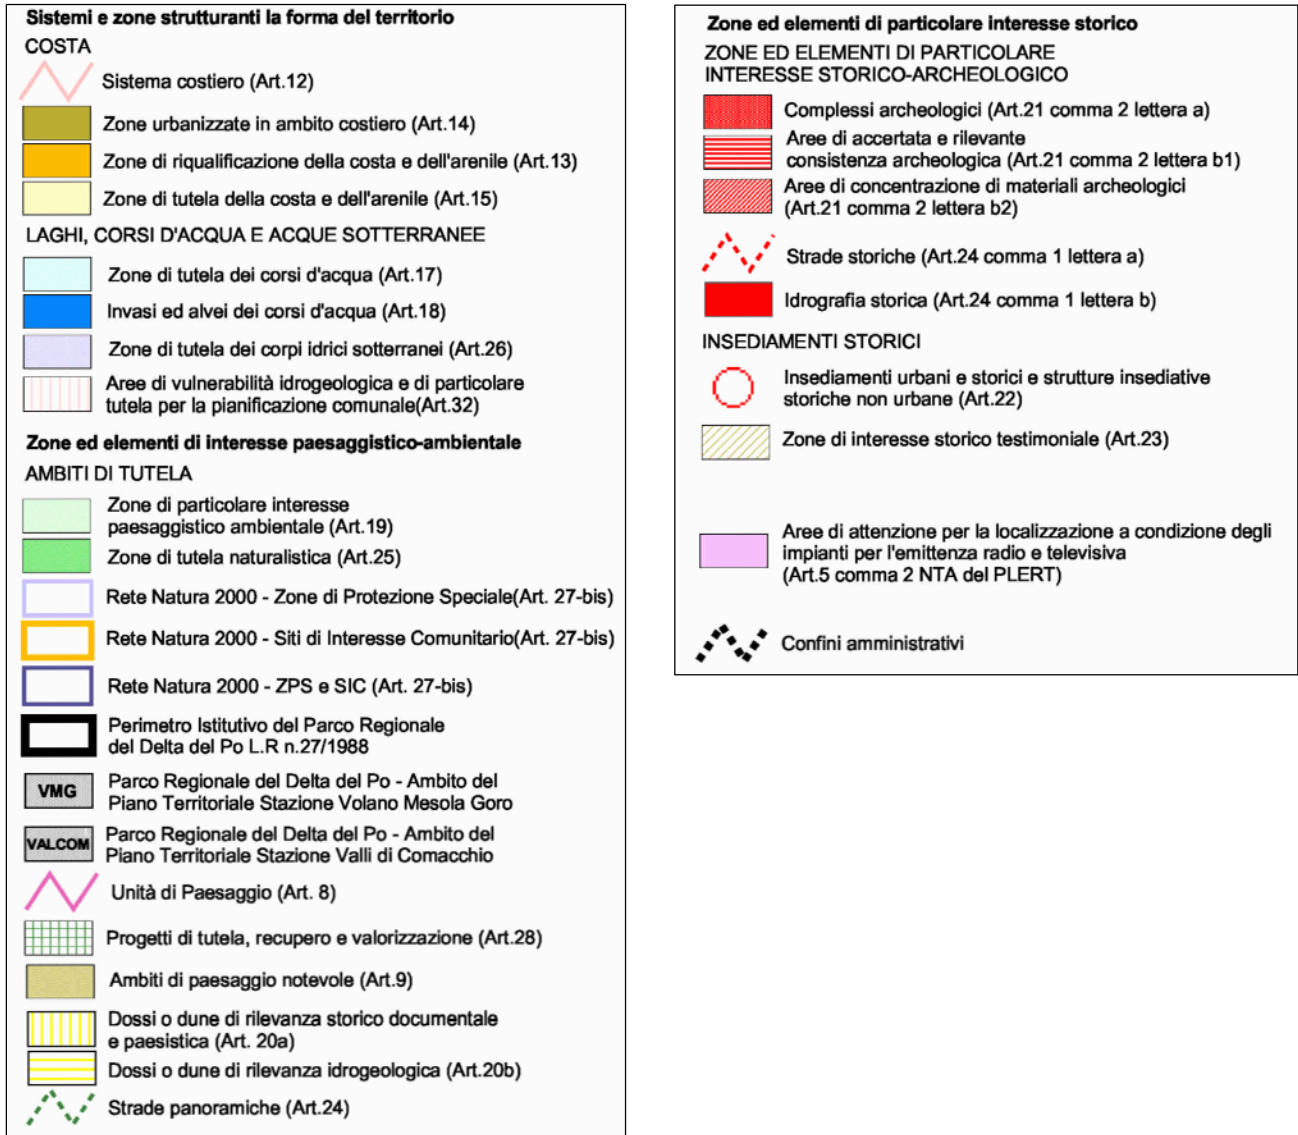 Sistemi e zone strutturanti la forma del territorio
COSTA
Sistema costiero (Art.12)
Zone urbanizzate in ambito costiero (Art.14)
Zone di riqualificazione della costa e dell'arenile (Art.13)
Zone di tutela della costa e dell'arenile (Art.15)
LAGHI, CORSI D'ACQUA E ACQUE SOTTERRANEE
Zone di tutela dei corsi d'acqua (Art.17)
Invasi ed alvei dei corsi d'acqua (Art.18)
Zone di tutela dei corpi idrici sotterranei (Art.26)
Aree di vulnerabilità idrogeologica e di particolare
tutela per la pianificazione comunale(Art.32)
Zone ed elementi di interesse paesaggistico-ambientale
AMBITI DI TUTELA
Zone di particolare interesse
paesaggistico ambientale (Art.19)
Zone di tutela naturalistica (Art.25)
Rete Natura 2000 - Zone di Protezione Speciale(Art. 27-bis)
Rete Natura 2000 - Siti di Interesse Comunitario(Art. 27-bis)
Rete Natura 2000 - ZPS e SIC (Art. 27-bis)
Perimetro Istitutivo del Parco Regionale
del Delta del Po L.R n.27/1988
VMG
Parco Regionale del Delta del Po - Ambito del
Piano Territoriale Stazione Volano Mesola Goro
VALCOM
Parco Regionale del Delta del Po - Ambito del
Piano Territoriale Stazione Valli di Comacchio
Unità di Paesaggio (Art. 8)
Progetti di tutela, recupero e valorizzazione (Art.28)
Ambiti di paesaggio notevole (Art.9)
Dossi o dune di rilevanza storico documentale
e paesistica (Art. 20a)
Dossi o dune di rilevanza idrogeologica (Art.20b)
Strade panoramiche (Art.24)
Zone ed elementi di particolare interesse storico
ZONE ED ELEMENTI DI PARTICOLARE
INTERESSE STORICO-ARCHEOLOGICO
Complessi archeologici (Art.21 comma 2 lettera a)
Aree di accertata e rilevante
consistenza archeologica (Art.21 comma 2 lettera b1)
Aree di concentrazione di materiali archeologici
(Art.21 comma 2 lettera b2)
Strade storiche (Art.24 comma 1 lettera a)
Idrografia storica (Art.24 comma 1 lettera b)
INSEDIAMENTI STORICI
Insediamenti urbani e storici e strutture insediative
storiche non urbane (Art.22)
Zone di interesse storico testimoniale (Art.23)
Aree di attenzione per la localizzazione a condizione degli
impianti per l'emittenza radio e televisiva
(Art.5 comma 2 NTA del PLERT)
Confini amministrativi